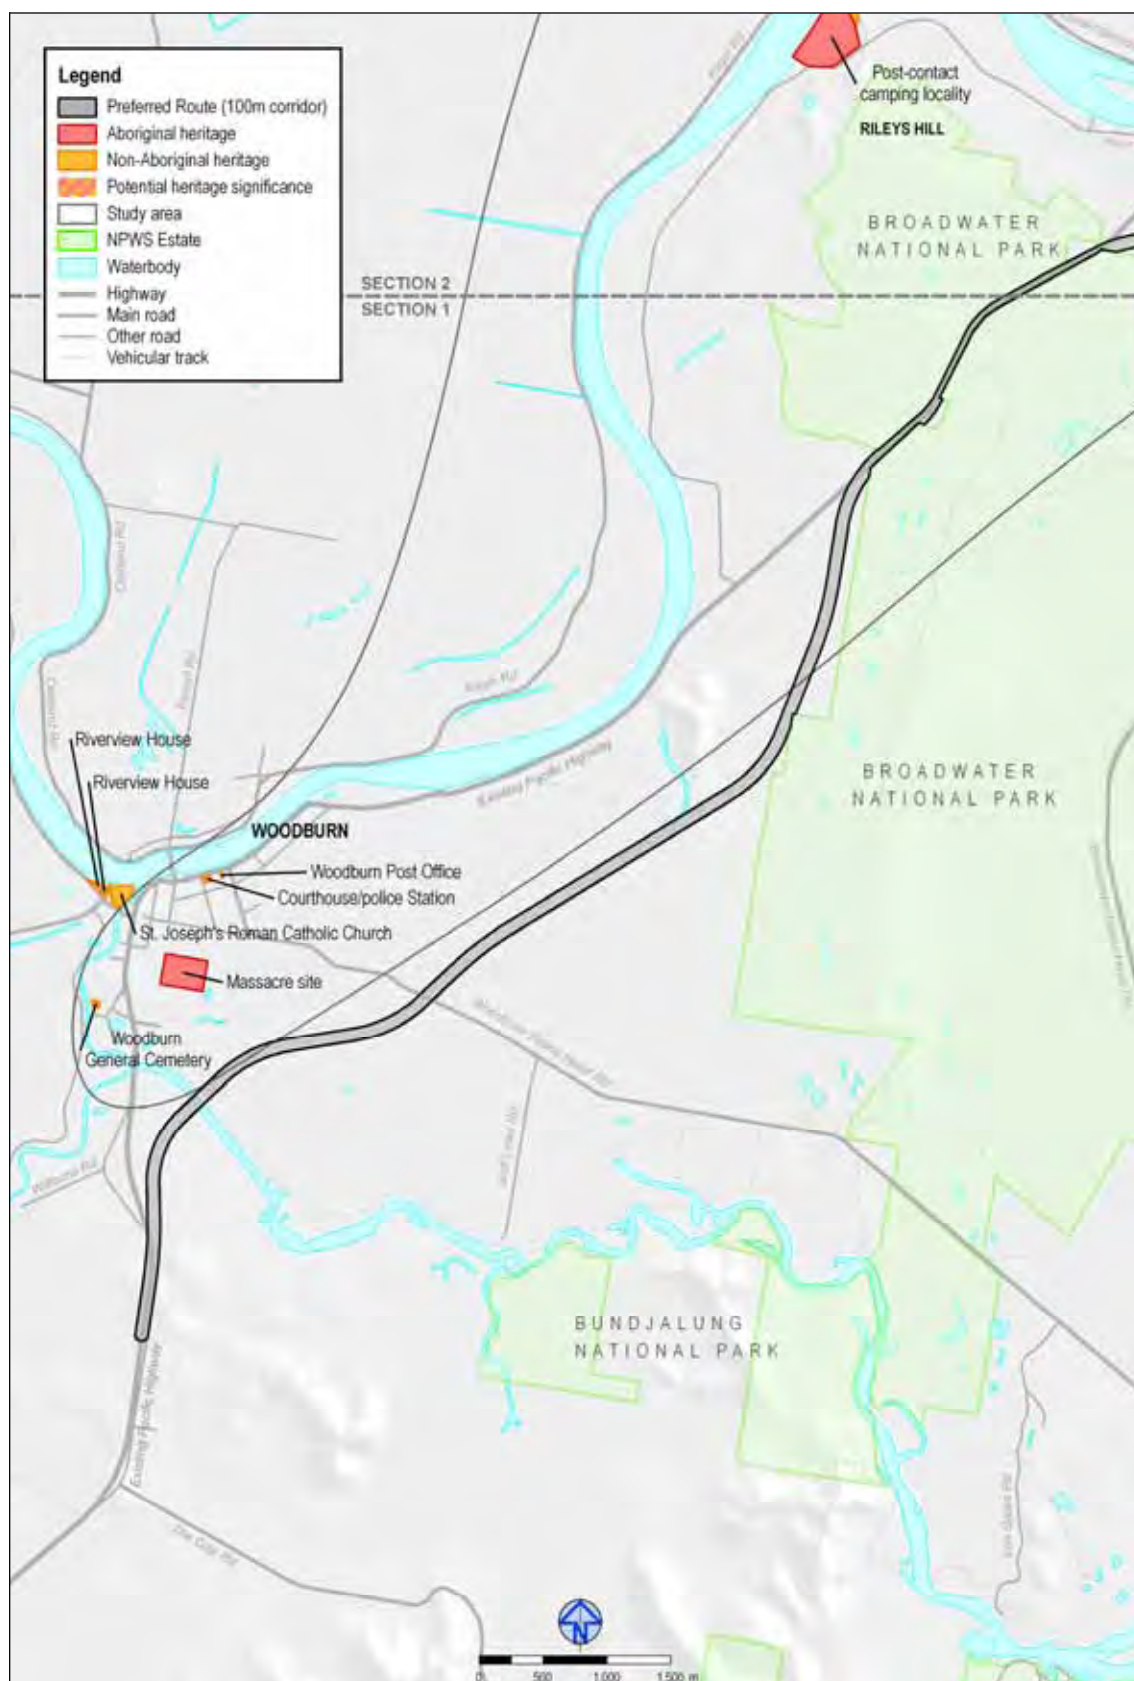 Legend
Preferred Route (100m corridor)
Aboriginal heritage
Non-Aboriginal heritage
Potential heritage significance
Study area
NPWS Estate
Waterbody
Highway
Main road
Other road
Vehicular track
Post-contact
camping locality
RILEYS HILL
BROADWATER
NATIONAL PARK
SECTION 2
SECTION 1
Riverview House
Riverview House
WOODBURN
Existing Pacific Highway
Woodburn Post Office
Courthouse/police Station
St. Joseph's Roman Catholic Church
Massacre site
Woodburn
General Cemetery
BROADWATER
NATIONAL PARK
BUNDJALUNG
NATIONAL PARK
Existing Pacific Highway
N
0 500 1,000 1,500 m